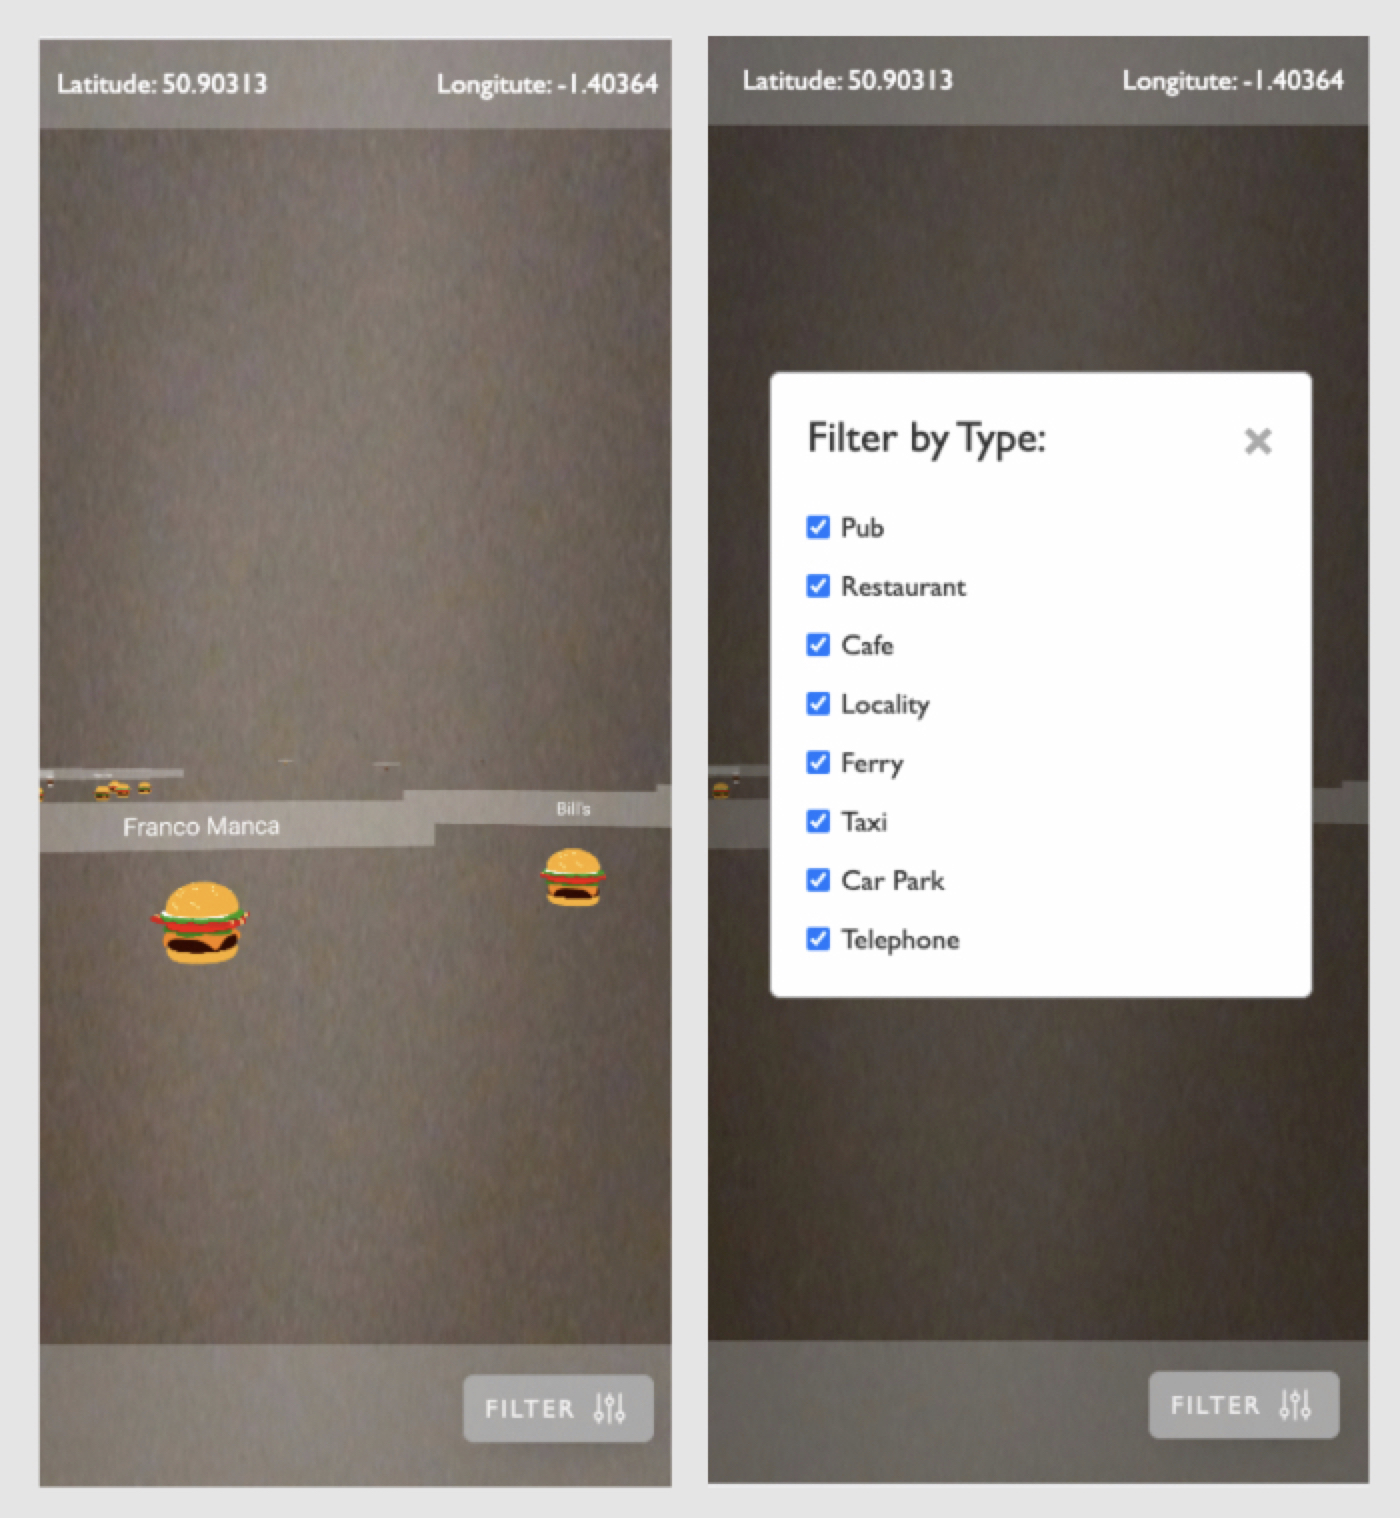 Latitude: 50.90313
Longitute: -1.40364
Franco Manca
Bill's
FILTER
Latitude: 50.90313
Longitute: -1.40364
Filter by Type:
Pub
Restaurant
Cafe
Locality
Ferry
Taxi
Car Park
Telephone
FILTER